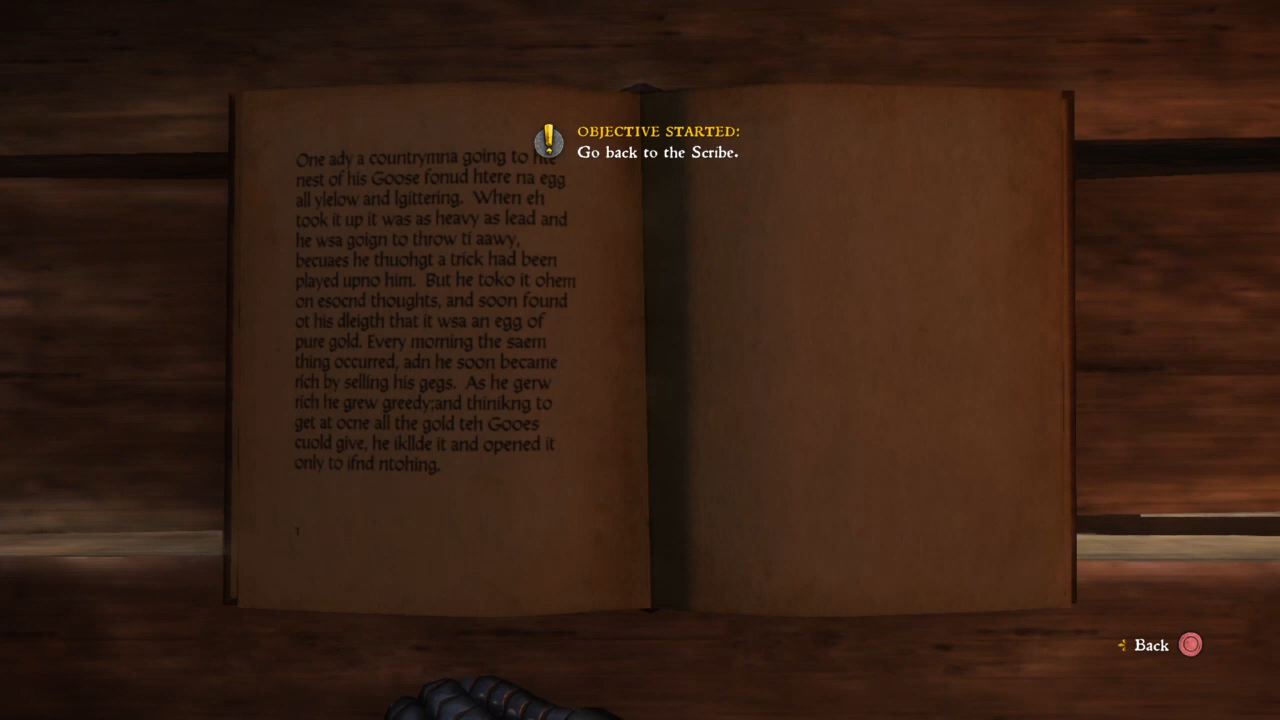 OBJECTIVE STARTED:
Go back to the Scribe.
One ady a countrymna going to hte
nest of his Goose fonud htere na egg
all ylelow and lgittering. When eh
took it up it was as heavy as lead and
he wsa goign to throw ti aawy,
becuaes he thuohgt a trick had been
played upno him. But he toko it ohem
on esocnd thoughts, and soon found
ot his dleigth that it wsa an egg of
pure gold. Every morning the saem
thing occurred, adn he soon became
rich by selling his gegs. As he gerw
rich he grew greedy;and thinikng to
get at ocne all the gold teh Gooes
cuold give, he ikllde it and opened it
only to ifnd ntohing.
1
Back